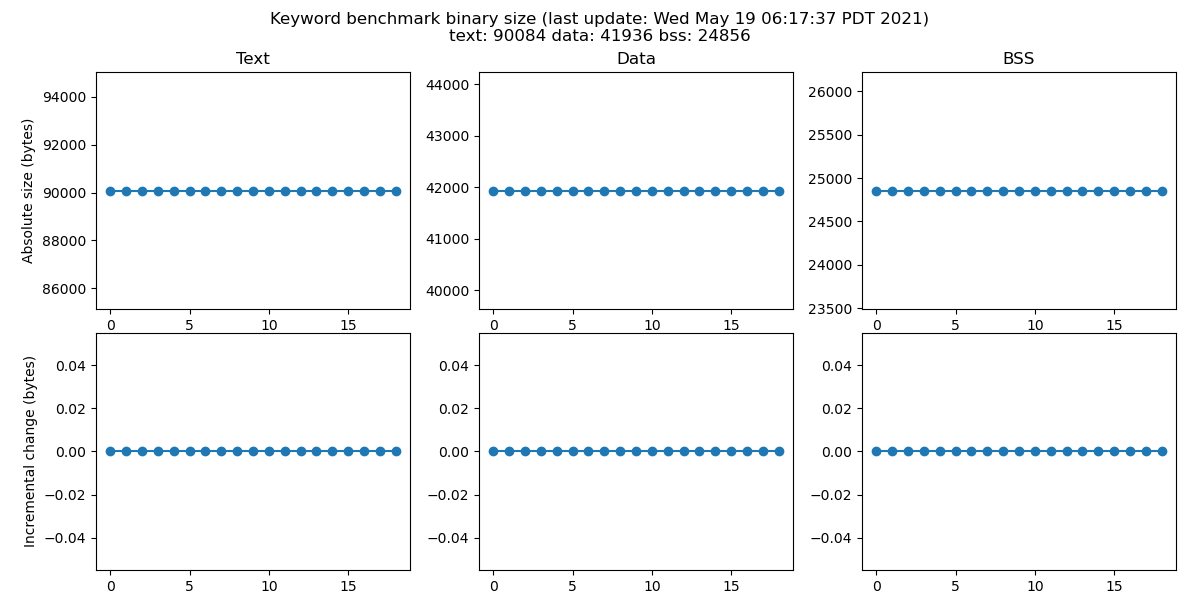 Keyword benchmark binary size (last update: Wed May 19 06:17:37 PDT 2021)
text: 90084 data: 41936 bss: 24856
Text
Data
BSS
Absolute size (bytes)
94000
92000
90000
88000
86000
0 5 10 15
44000
43000
42000
41000
40000
0 5 10 15
26000
25500
25000
24500
24000
23500
0 5 10 15
Incremental change (bytes)
0.04
0.02
0.00
−0.02
−0.04
0 5 10 15
0.04
0.02
0.00
−0.02
−0.04
0 5 10 15
0.04
0.02
0.00
−0.02
−0.04
0 5 10 15